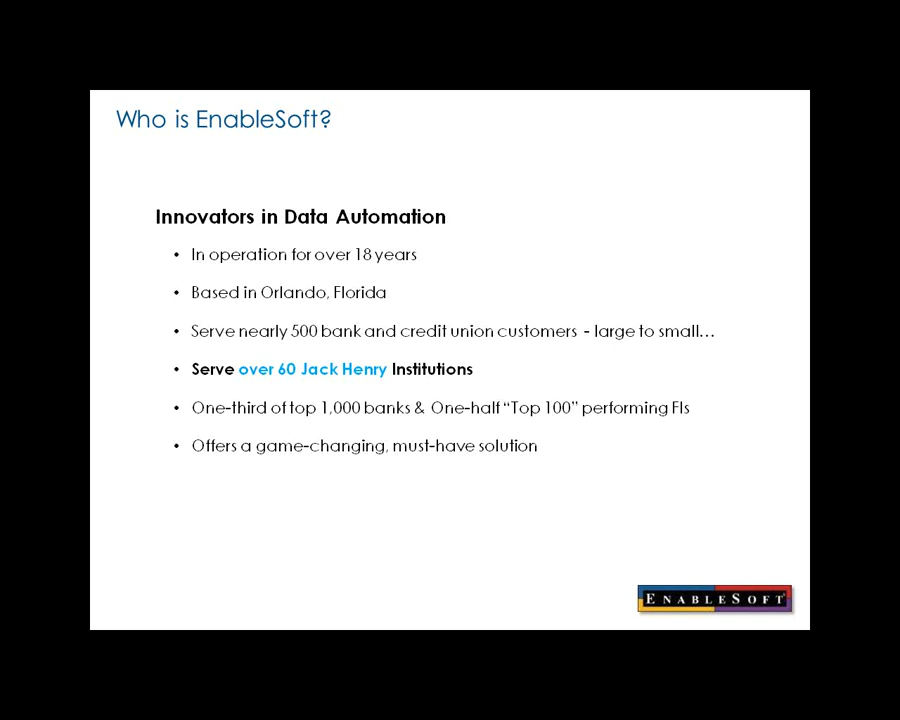 Who is EnableSoft?
Innovators in Data Automation
• In operation for over 18 years
• Based in Orlando, Florida
• Serve nearly 500 bank and credit union customers - large to small…
• Serve over 60 Jack Henry Institutions
• One-third of top 1,000 banks & One-half “Top 100” performing FIs
• Offers a game-changing, must-have solution
ENABLESOFT